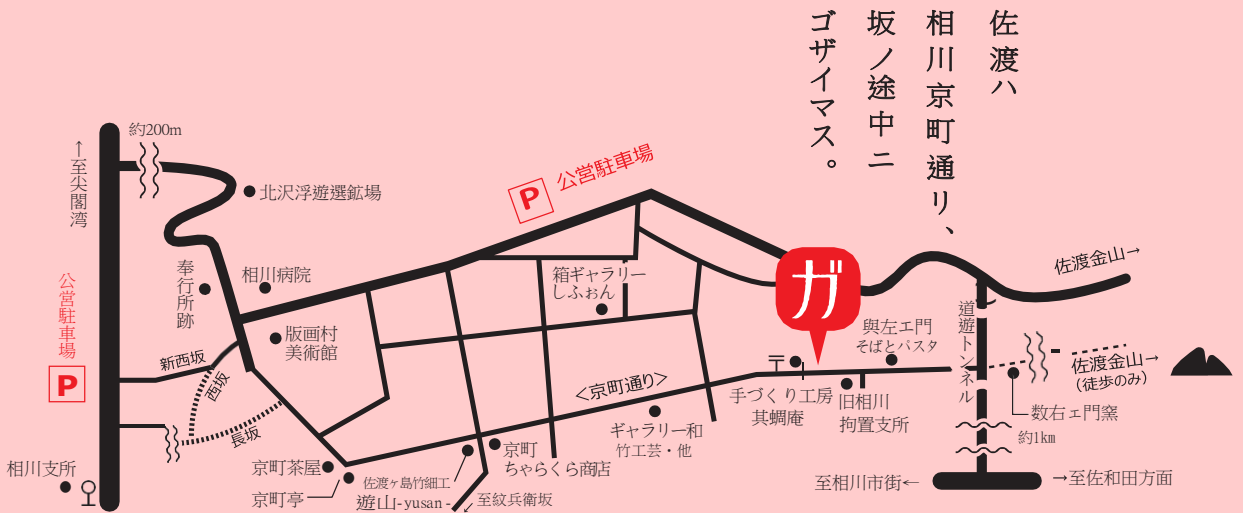 佐渡ハ
相川京町通リ、
坂ノ途中ニ
ゴザイマス。
約200m
↑至尖閣湾
北沢浮遊選鉱場
P
公営駐車場
奉行所跡
相川病院
公営駐車場
P
版画村
美術館
新西坂
西坂
長坂
箱ギャラリー
しふぉん
ガ
佐渡金山→
道遊トンネル
與左エ門
そばとパスタ
佐渡金山→
(徒歩のみ)
<京町通り>
〒
手づくり工房
其蜩庵
旧相川
拘置支所
数右ェ門窯
約1km
ギャラリー和
竹工芸・他
京町
ちゃらくら商店
京町茶屋
京町亭
佐渡ヶ島竹細工
遊山-yusan-
↙至紋兵衛坂
相川支所
至相川市街←
→至佐和田方面